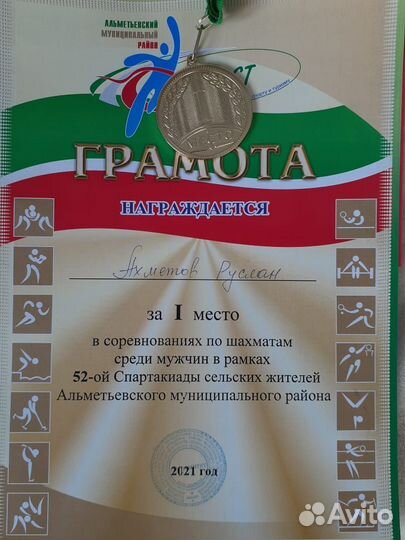 АЛЬМЕТЬЕВСКИЙ
МУНИЦИПАЛЬНЫЙ
РАЙОН
СТ
ГРАМОТА
НАГРАЖДАЕТСЯ
Ахметов Руслан
за I место
в соревнованиях по шахматам
среди мужчин в рамках
52-ой Спартакиады сельских жителей
Альметьевского муниципального района
2021 год
Avito